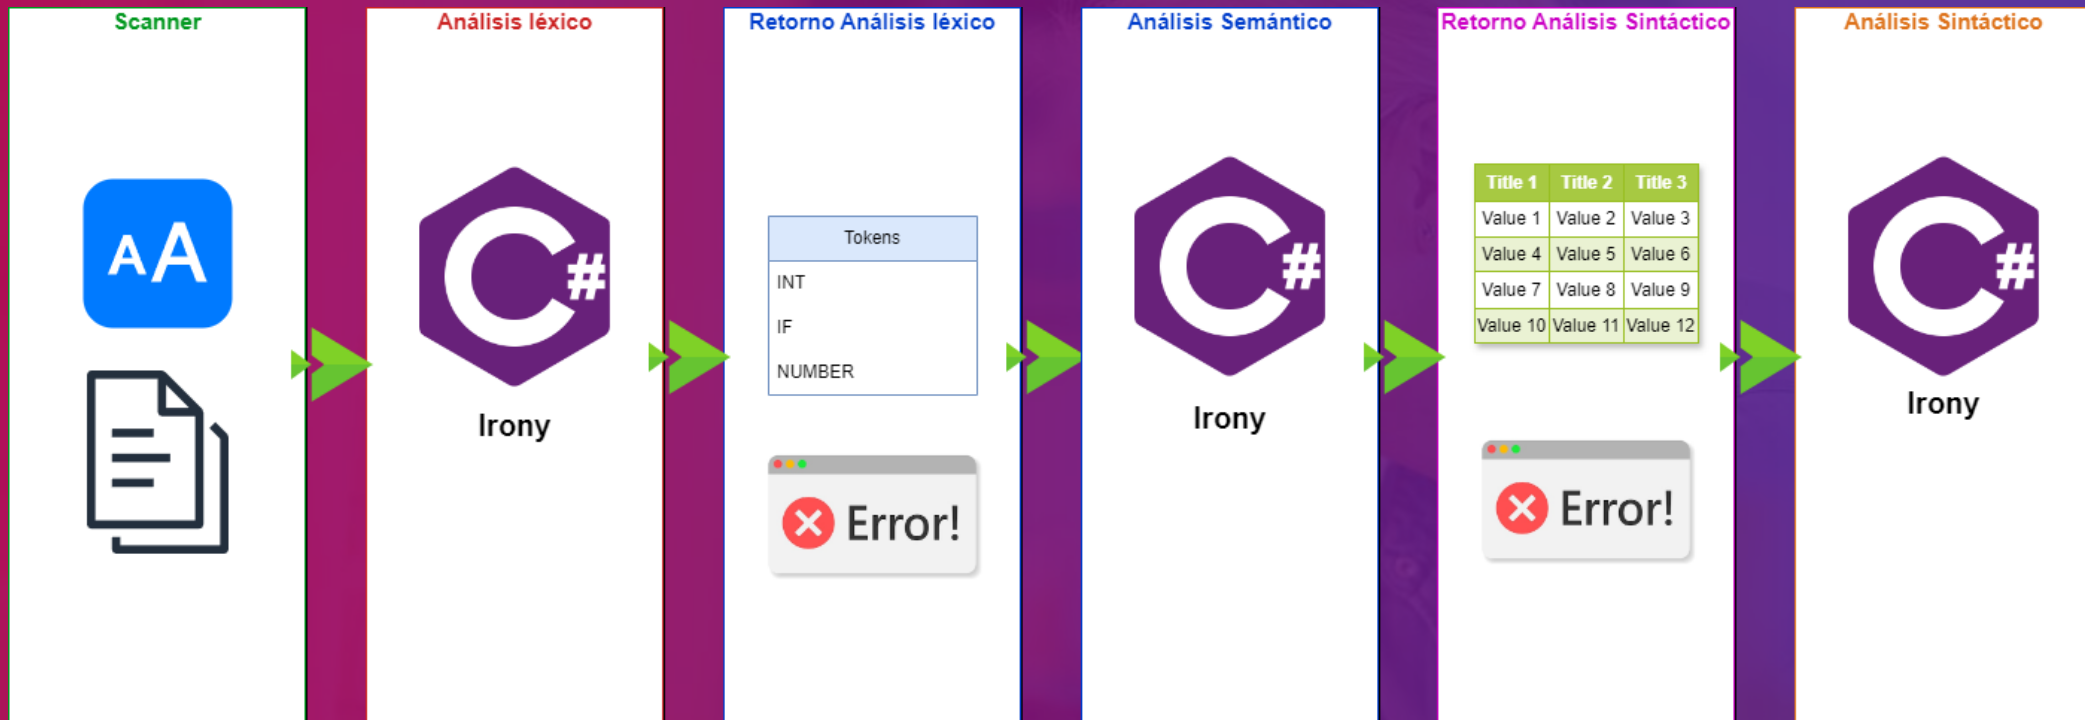 Scanner
AA
Análisis léxico
C#
Irony
Retorno Análisis léxico
Tokens
INT
IF
NUMBER
Error!
Análisis Semántico
C#
Irony
Retorno Análisis Sintáctico
Title 1 Title 2 Title 3
Value 1 Value 2 Value 3
Value 4 Value 5 Value 6
Value 7 Value 8 Value 9
Value 10 Value 11 Value 12
Error!
Análisis Sintáctico
C#
Irony